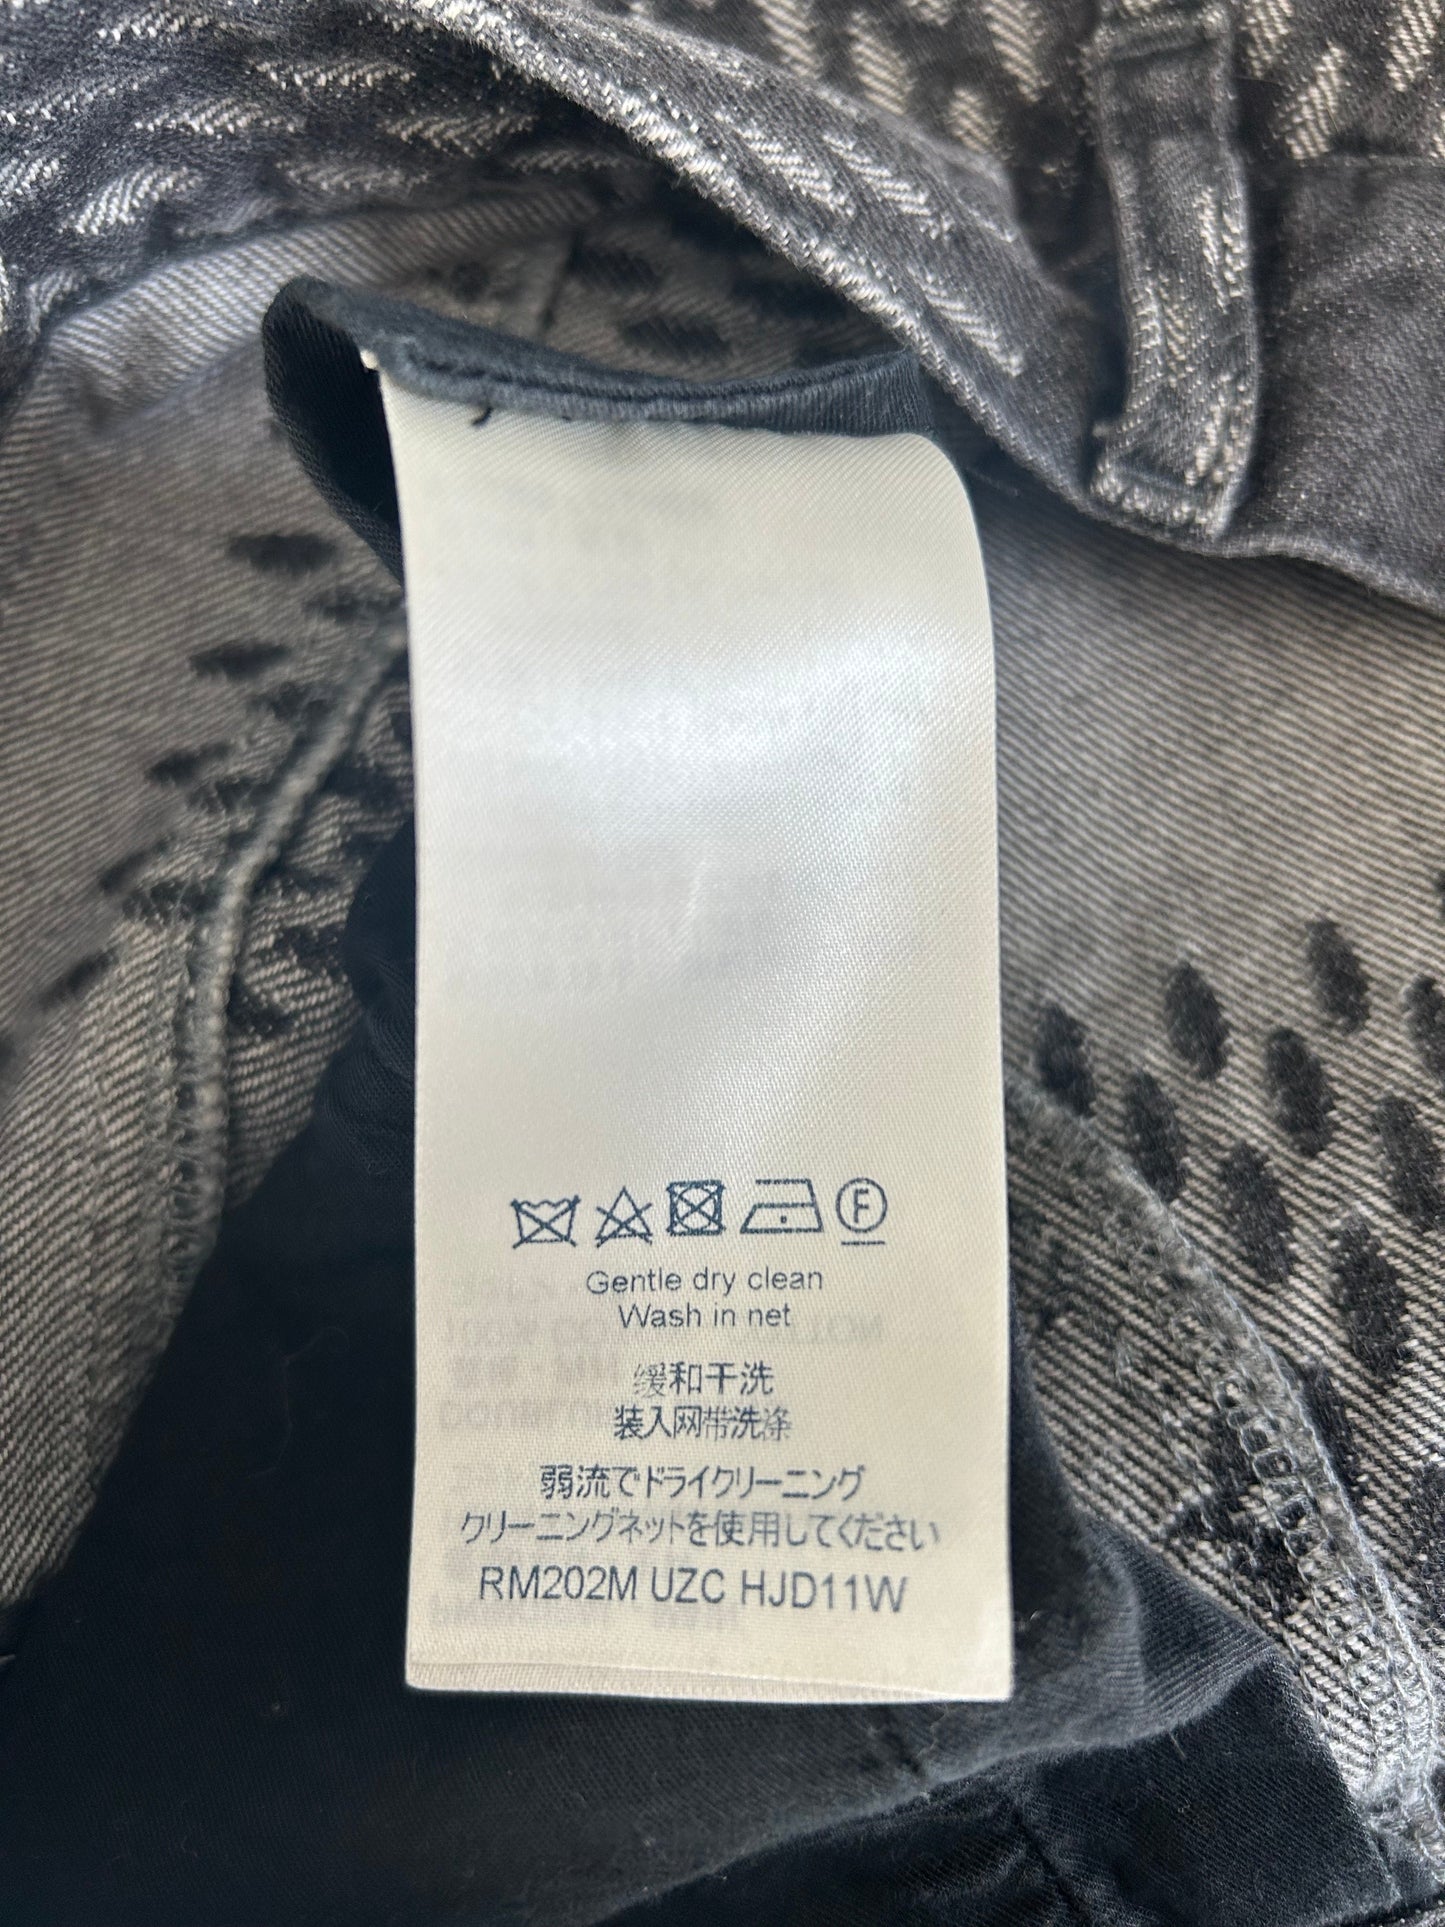 F
Gentle dry clean
Wash in net
缓和干洗
装入网带洗涤
弱流でドライクリーニング
クリーニングネットを使用してください
RM202M UZC HJD11W